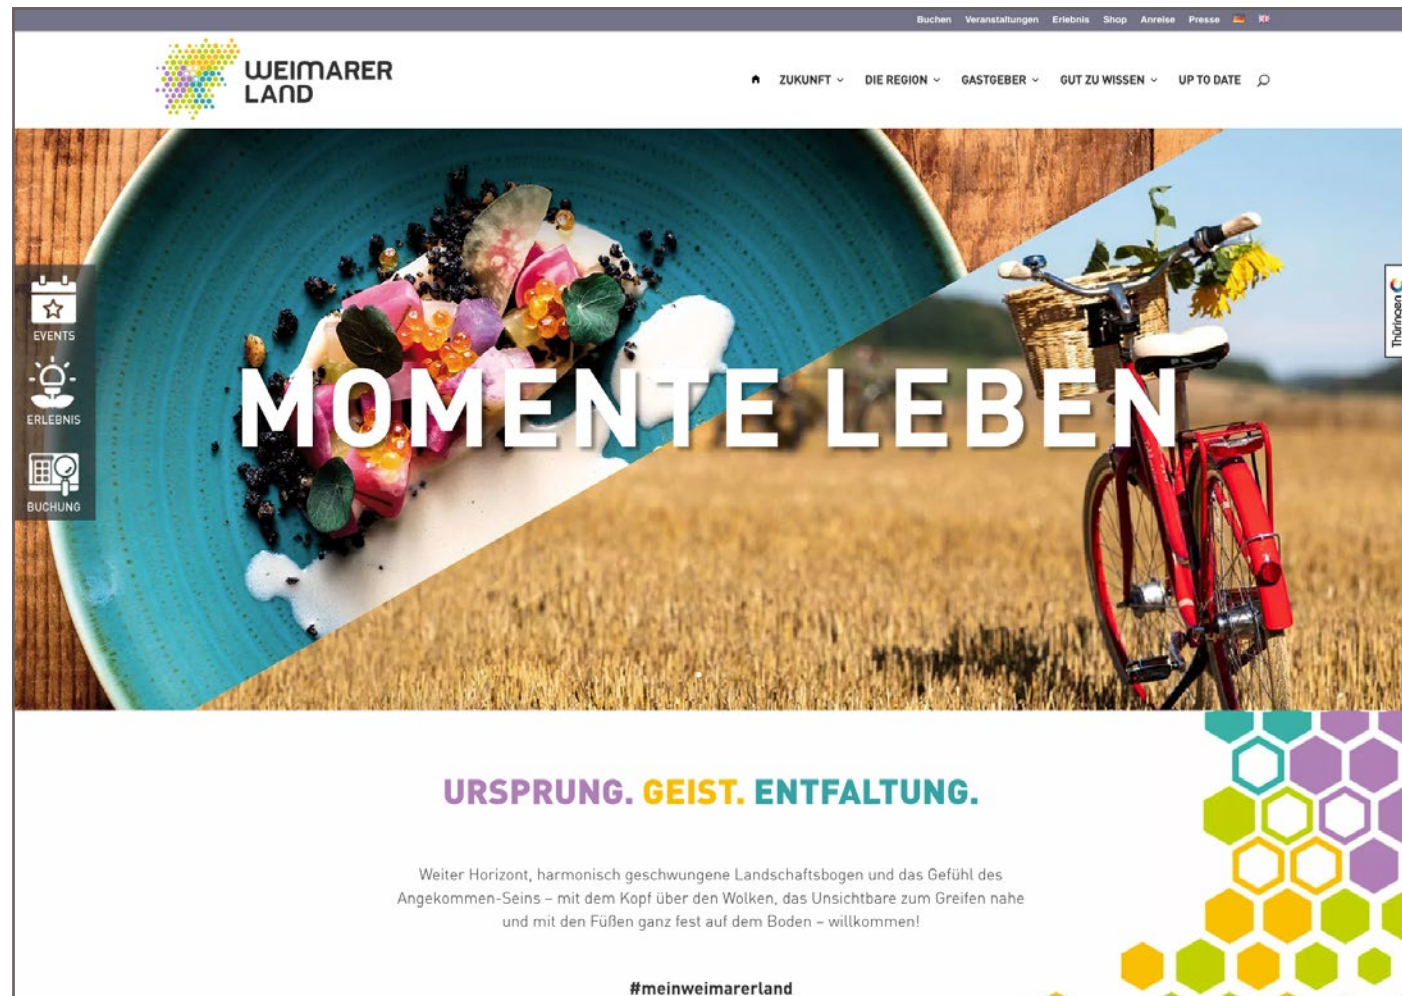 Buchen Veranstaltungen Erlebnis Shop Anreise Presse
WEIMARER
LAND
ZUKUNFT DIE REGION GASTGEBER GUT ZU WISSEN UP TO DATE
EVENTS
ERLEBNIS
BUCHUNG
Thüringen
MOMENTE LEBEN
URSPRUNG. GEIST. ENTFALTUNG.
Weiter Horizont, harmonisch geschwungene Landschaftsbogen und das Gefühl des
Angekommen-Seins – mit dem Kopf über den Wolken, das Unsichtbare zum Greifen nahe
und mit den Füßen ganz fest auf dem Boden – willkommen!
#meinweimarerland